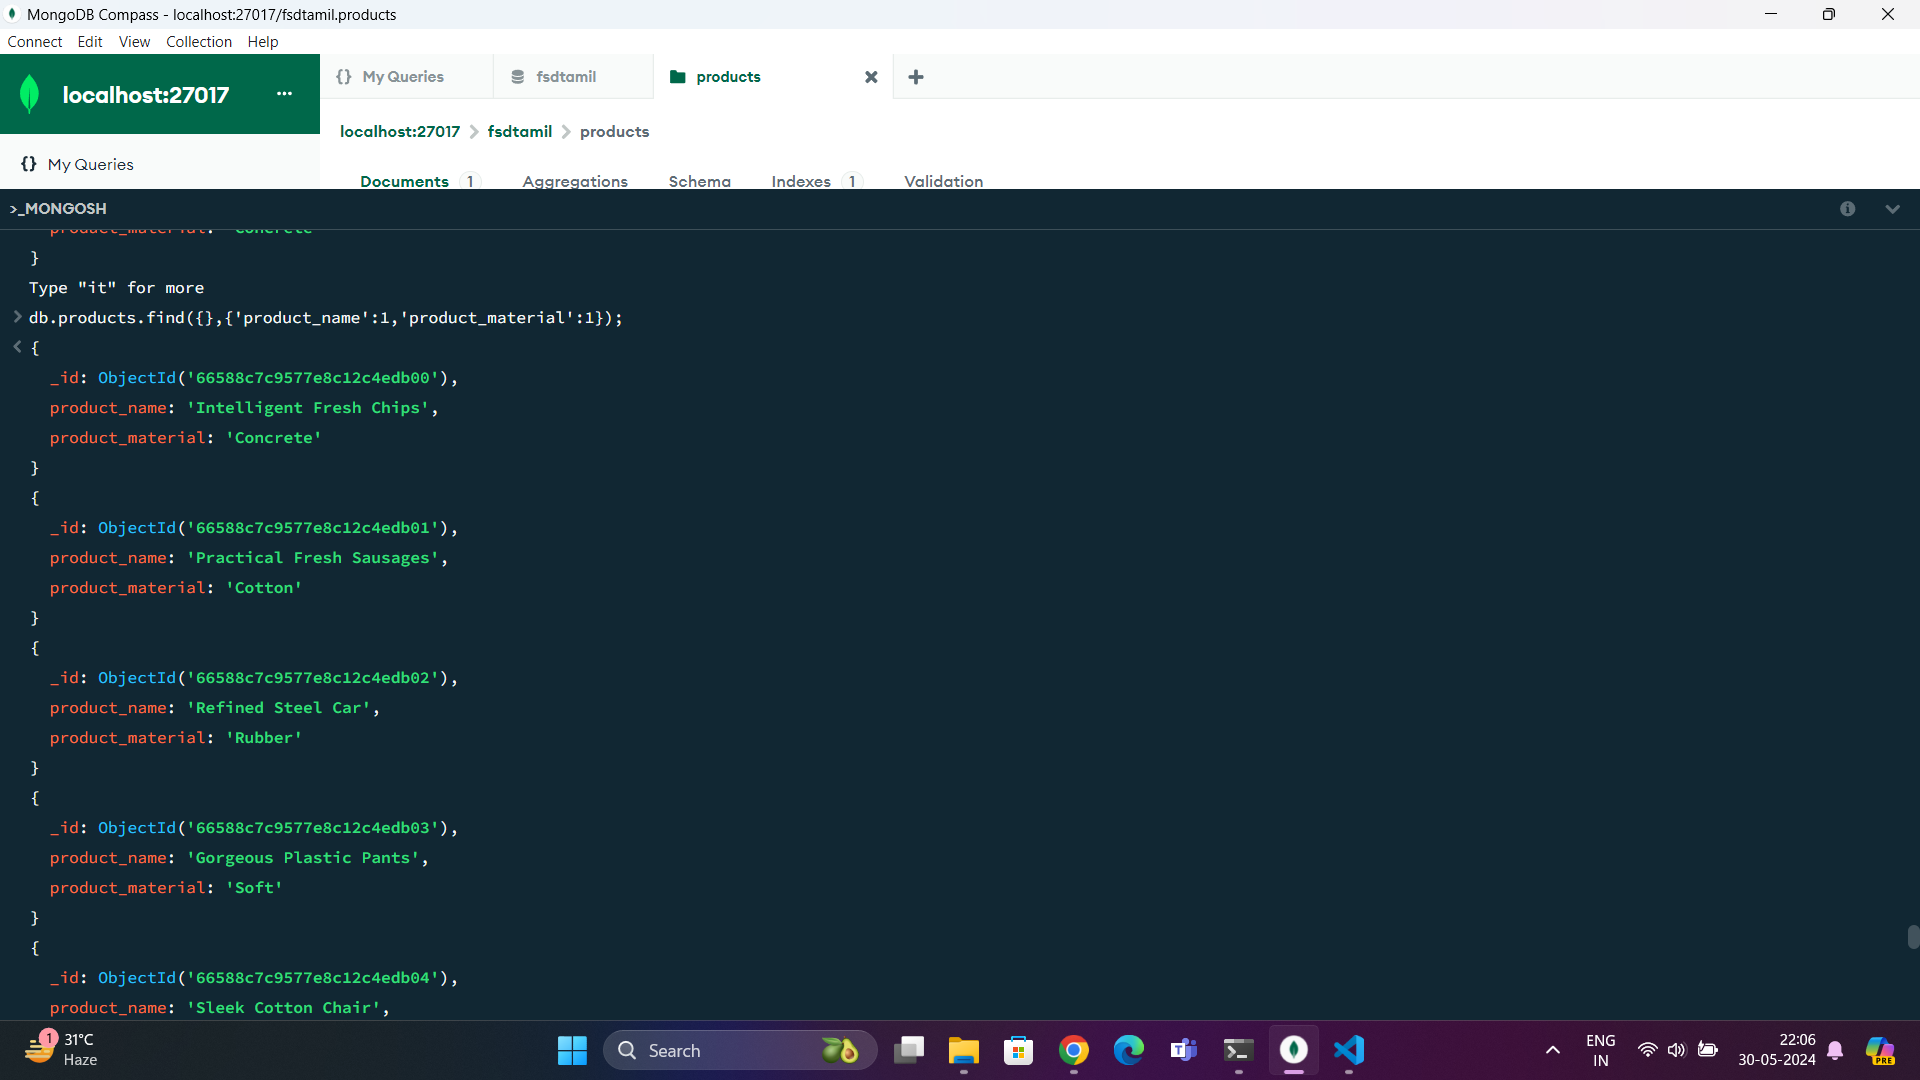 MongoDB Compass - localhost:27017/fsdtamil.products
Connect Edit View Collection Help
localhost:27017 ...
{} My Queries
fsdtamil
products
localhost:27017 > fsdtamil > products
{} My Queries
Documents 1 Aggregations Schema Indexes 1 Validation
>_MONGOSH
product_material: 'Concrete'
}
Type "it" for more
> db.products.find({},{'product_name':1,'product_material':1});
< {
_id: ObjectId('66588c7c9577e8c12c4edb00'),
product_name: 'Intelligent Fresh Chips',
product_material: 'Concrete'
}
{
_id: ObjectId('66588c7c9577e8c12c4edb01'),
product_name: 'Practical Fresh Sausages',
product_material: 'Cotton'
}
{
_id: ObjectId('66588c7c9577e8c12c4edb02'),
product_name: 'Refined Steel Car',
product_material: 'Rubber'
}
{
_id: ObjectId('66588c7c9577e8c12c4edb03'),
product_name: 'Gorgeous Plastic Pants',
product_material: 'Soft'
}
{
_id: ObjectId('66588c7c9577e8c12c4edb04'),
product_name: 'Sleek Cotton Chair',
1
31°C
Haze
Search
ENG
IN
22:06
30-05-2024
PRE